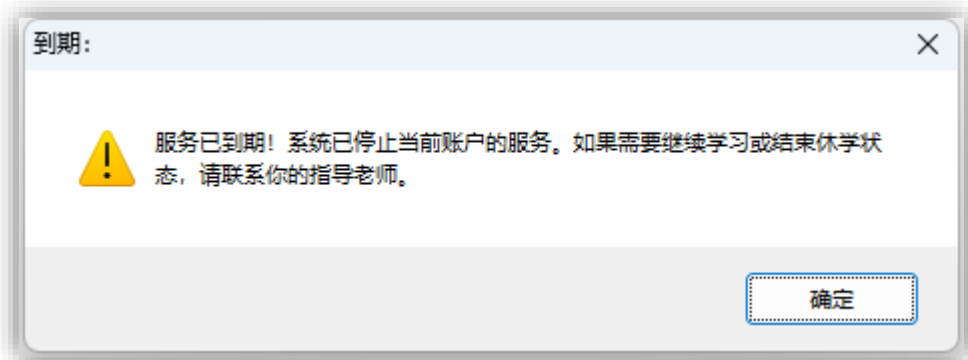 到期:
服务已到期！系统已停止当前账户的服务。如果需要继续学习或结束休学状
态，请联系你的指导老师。
确定